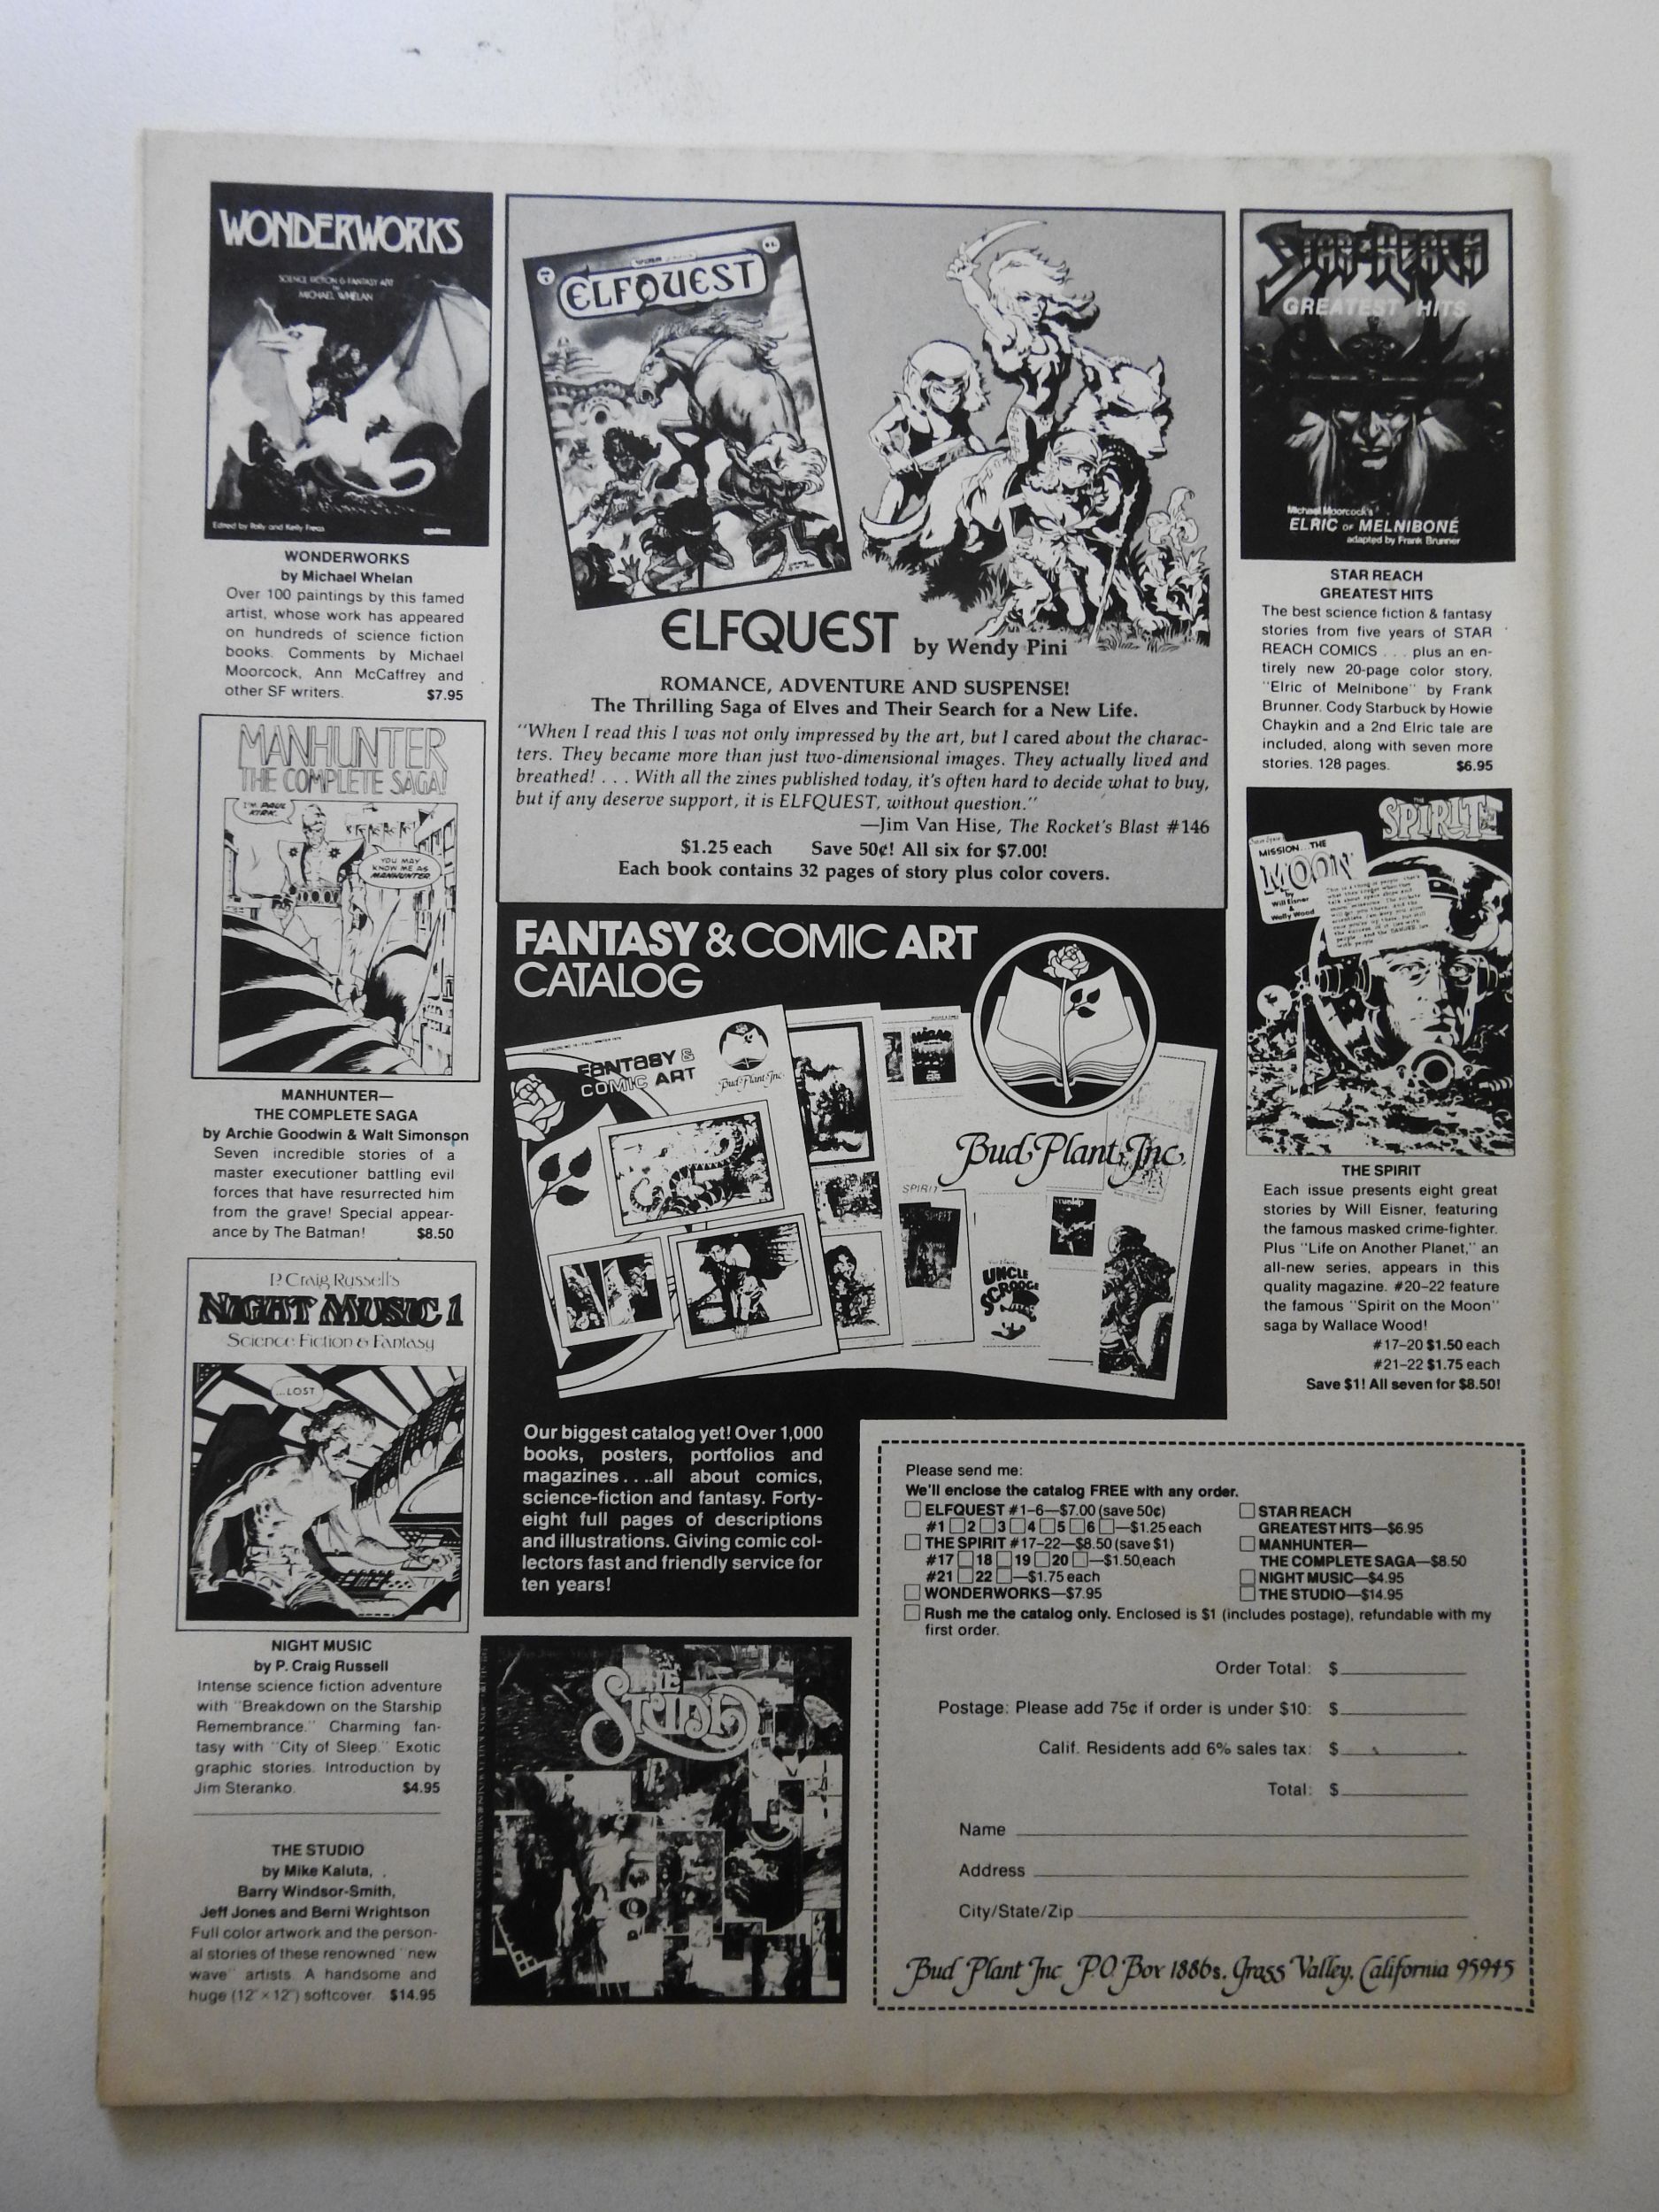 WONDERWORKS
SCIENCE FICTION & FANTASY ART
MICHAEL WHELAN
Edited by Polly and Kelly Freas
WONDERWORKS
by Michael Whelan
Over 100 paintings by this famed
artist, whose work has appeared
on hundreds of science fiction
books. Comments by Michael
Moorcock, Ann McCaffrey and
other SF writers. $7.95
MANHUNTER
THE COMPLETE SAGA!
I'M PAUL
KIRK.
YOU MAY
KNOW ME AS
MANHUNTER
MANHUNTER—
THE COMPLETE SAGA
by Archie Goodwin & Walt Simonson
Seven incredible stories of a
master executioner battling evil
forces that have resurrected him
from the grave! Special appear-
ance by The Batman! $8.50
P. Craig Russell's
NIGHT MUSIC 1
Science Fiction & Fantasy
...LOST
NIGHT MUSIC
by P. Craig Russell
Intense science fiction adventure
with "Breakdown on the Starship
Remembrance." Charming fan-
tasy with "City of Sleep." Exotic
graphic stories. Introduction by
Jim Steranko. $4.95
THE STUDIO
by Mike Kaluta,
Barry Windsor-Smith,
Jeff Jones and Berni Wrightson
Full color artwork and the person-
al stories of these renowned "new
wave" artists. A handsome and
huge (12" × 12") softcover. $14.95
ELFQUEST
ELFQUEST by Wendy Pini
ROMANCE, ADVENTURE AND SUSPENSE!
The Thrilling Saga of Elves and Their Search for a New Life.
"When I read this I was not only impressed by the art, but I cared about the charac-
ters. They became more than just two-dimensional images. They actually lived and
breathed! . . . With all the zines published today, it's often hard to decide what to buy,
but if any deserve support, it is ELFQUEST, without question."
—Jim Van Hise, The Rocket's Blast #146
$1.25 each Save 50¢! All six for $7.00!
Each book contains 32 pages of story plus color covers.
FANTASY & COMIC ART
CATALOG
FANTASY &
COMIC ART
Bud Plant Inc
Bud Plant, Inc.
SPIRIT
UNCLE
SCROOGE
Our biggest catalog yet! Over 1,000
books, posters, portfolios and
magazines . . . all about comics,
science-fiction and fantasy. Forty-
eight full pages of descriptions
and illustrations. Giving comic col-
lectors fast and friendly service for
ten years!
THE
STUDIO
STAR*REACH
GREATEST HITS
Michael Moorcock's
ELRIC OF MELNIBONÉ
adapted by Frank Brunner
STAR REACH
GREATEST HITS
The best science fiction & fantasy
stories from five years of STAR
REACH COMICS . . . plus an en-
tirely new 20-page color story,
"Elric of Melnibone" by Frank
Brunner. Cody Starbuck by Howie
Chaykin and a 2nd Elric tale are
included, along with seven more
stories. 128 pages. $6.95
THE
SPIRIT
MISSION...THE
MOON
by
Will Eisner
&
Wally Wood
THE SPIRIT
Each issue presents eight great
stories by Will Eisner, featuring
the famous masked crime-fighter.
Plus "Life on Another Planet," an
all-new series, appears in this
quality magazine. #20–22 feature
the famous "Spirit on the Moon"
saga by Wallace Wood!
#17–20 $1.50 each
#21–22 $1.75 each
Save $1! All seven for $8.50!
Please send me:
We'll enclose the catalog FREE with any order.
ELFQUEST #1–6—$7.00 (save 50¢)
#1 2 3 4 5 6 —$1.25 each
THE SPIRIT #17–22—$8.50 (save $1)
#17 18 19 20 —$1.50 each
#21 22 —$1.75 each
WONDERWORKS—$7.95
STAR REACH
GREATEST HITS—$6.95
MANHUNTER—
THE COMPLETE SAGA—$8.50
NIGHT MUSIC—$4.95
THE STUDIO—$14.95
Rush me the catalog only. Enclosed is $1 (includes postage), refundable with my
first order.
Order Total: $
Postage: Please add 75¢ if order is under $10: $
Calif. Residents add 6% sales tax: $
Total: $
Name
Address
City/State/Zip
Bud Plant Inc P.O. Box 1886s, Grass Valley, California 95945